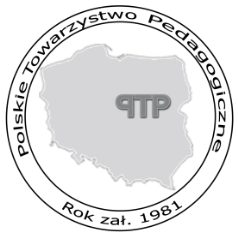 Polskie Towarzystwo Pedagogiczne
PTP
Rok zał. 1981